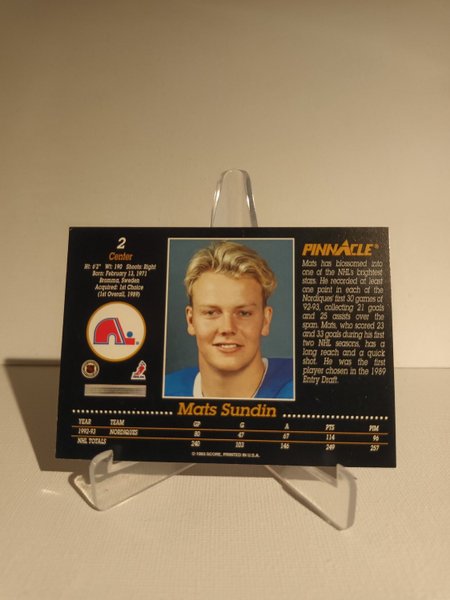 2
Center
Ht: 6'2" Wt: 190 Shoots: Right
Born: February 13, 1971
Bromma, Sweden
Acquired: 1st Choice
(1st Overall, 1989)
PINNACLE
Mats has blossomed into
one of the NHL's brightest
stars. He recorded at least
one point in each of the
Nordiques' first 30 games of
92-93, collecting 21 goals
and 25 assists over the
span. Mats, who scored 23
and 33 goals during his first
two NHL seasons, has a
long reach and a quick
shot. He was the first
player chosen in the 1989
Entry Draft.
Mats Sundin
YEAR TEAM GP G A PTS PIM
1992-93 NORDIQUES 80 47 67 114 96
NHL TOTALS 240 103 146 249 257
© 1993 SCORE, PRINTED IN U.S.A.